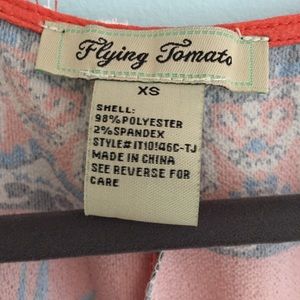 Flying Tomato
XS
SHELL:
98% POLYESTER
2% SPANDEX
STYLE# IT10146C-TJ
MADE IN CHINA
SEE REVERSE FOR
CARE